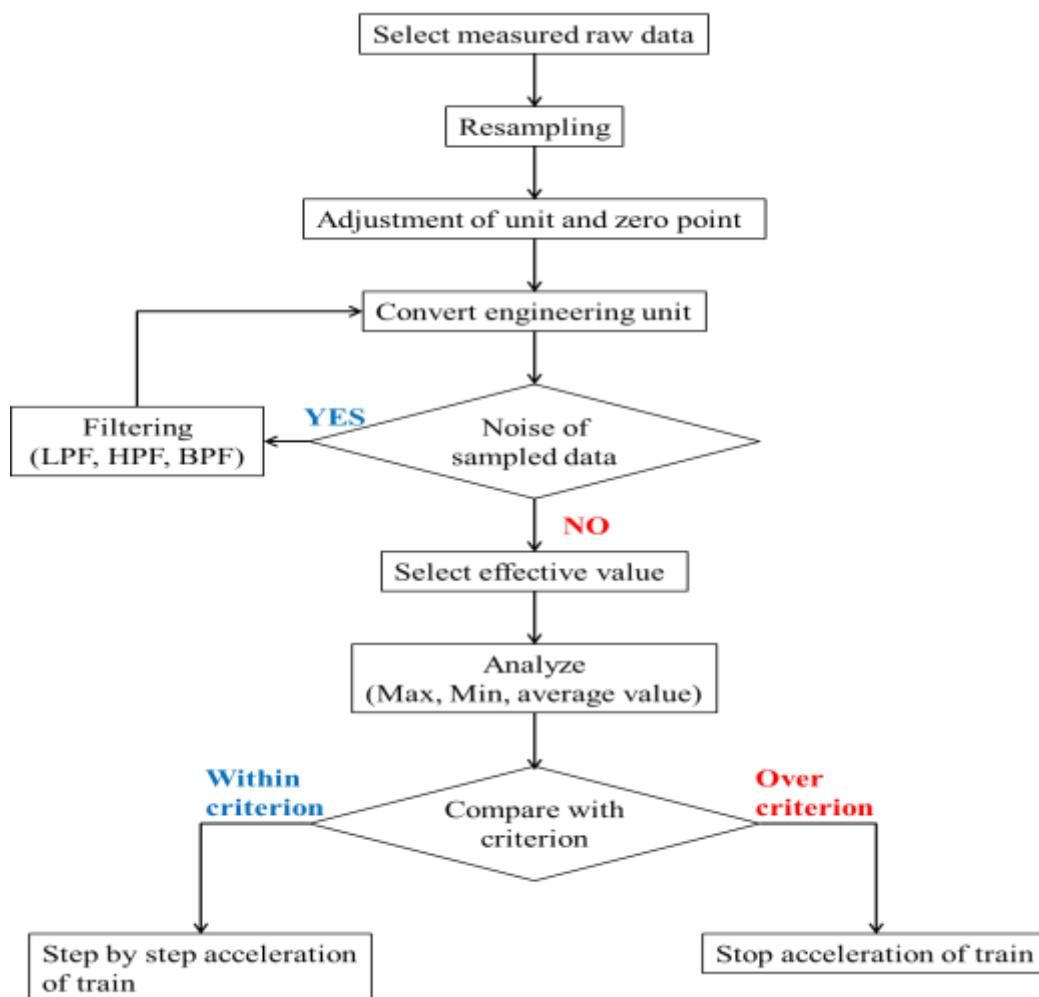 Select measured raw data
Resampling
Adjustment of unit and zero point
Convert engineering unit
YES
Filtering
(LPF, HPF, BPF)
Noise of
sampled data
NO
Select effective value
Analyze
(Max, Min, average value)
Within
criterion
Over
criterion
Compare with
criterion
Step by step acceleration
of train
Stop acceleration of train